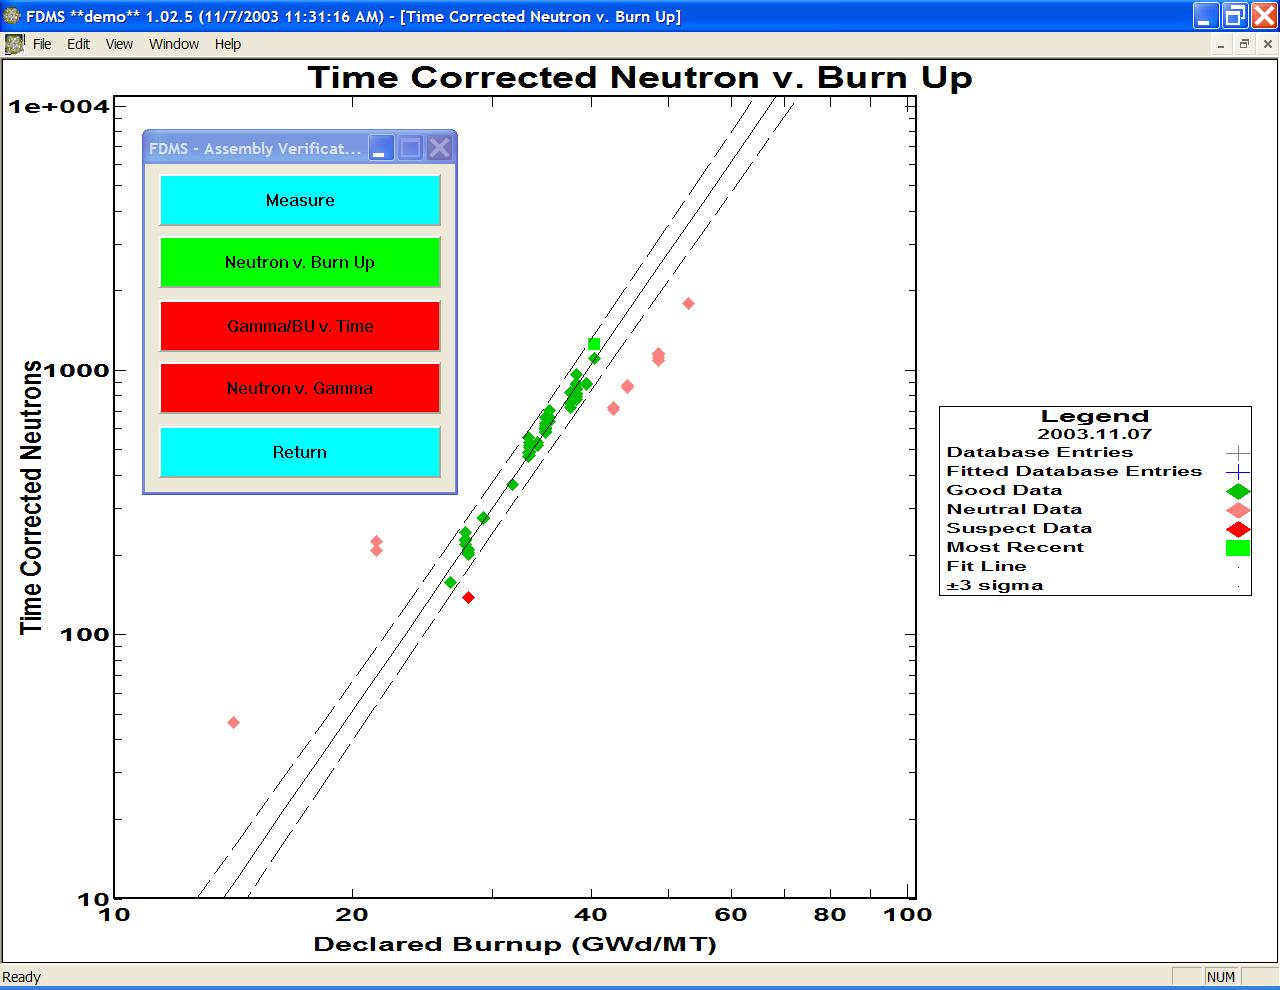 FDMS **demo** 1.02.5 (11/7/2003 11:31:16 AM) - [Time Corrected Neutron v. Burn Up]
File Edit View Window Help
Time Corrected Neutron v. Burn Up
1e+004
FDMS - Assembly Verificat...
Measure
Neutron v. Burn Up
Gamma/BU v. Time
Neutron v. Gamma
Return
Time Corrected Neutrons
1000
100
10
10 20 40 60 80 100
Declared Burnup (GWd/MT)
Legend
2003.11.07
Database Entries
Fitted Database Entries
Good Data
Neutral Data
Suspect Data
Most Recent
Fit Line
±3 sigma
Ready
NUM